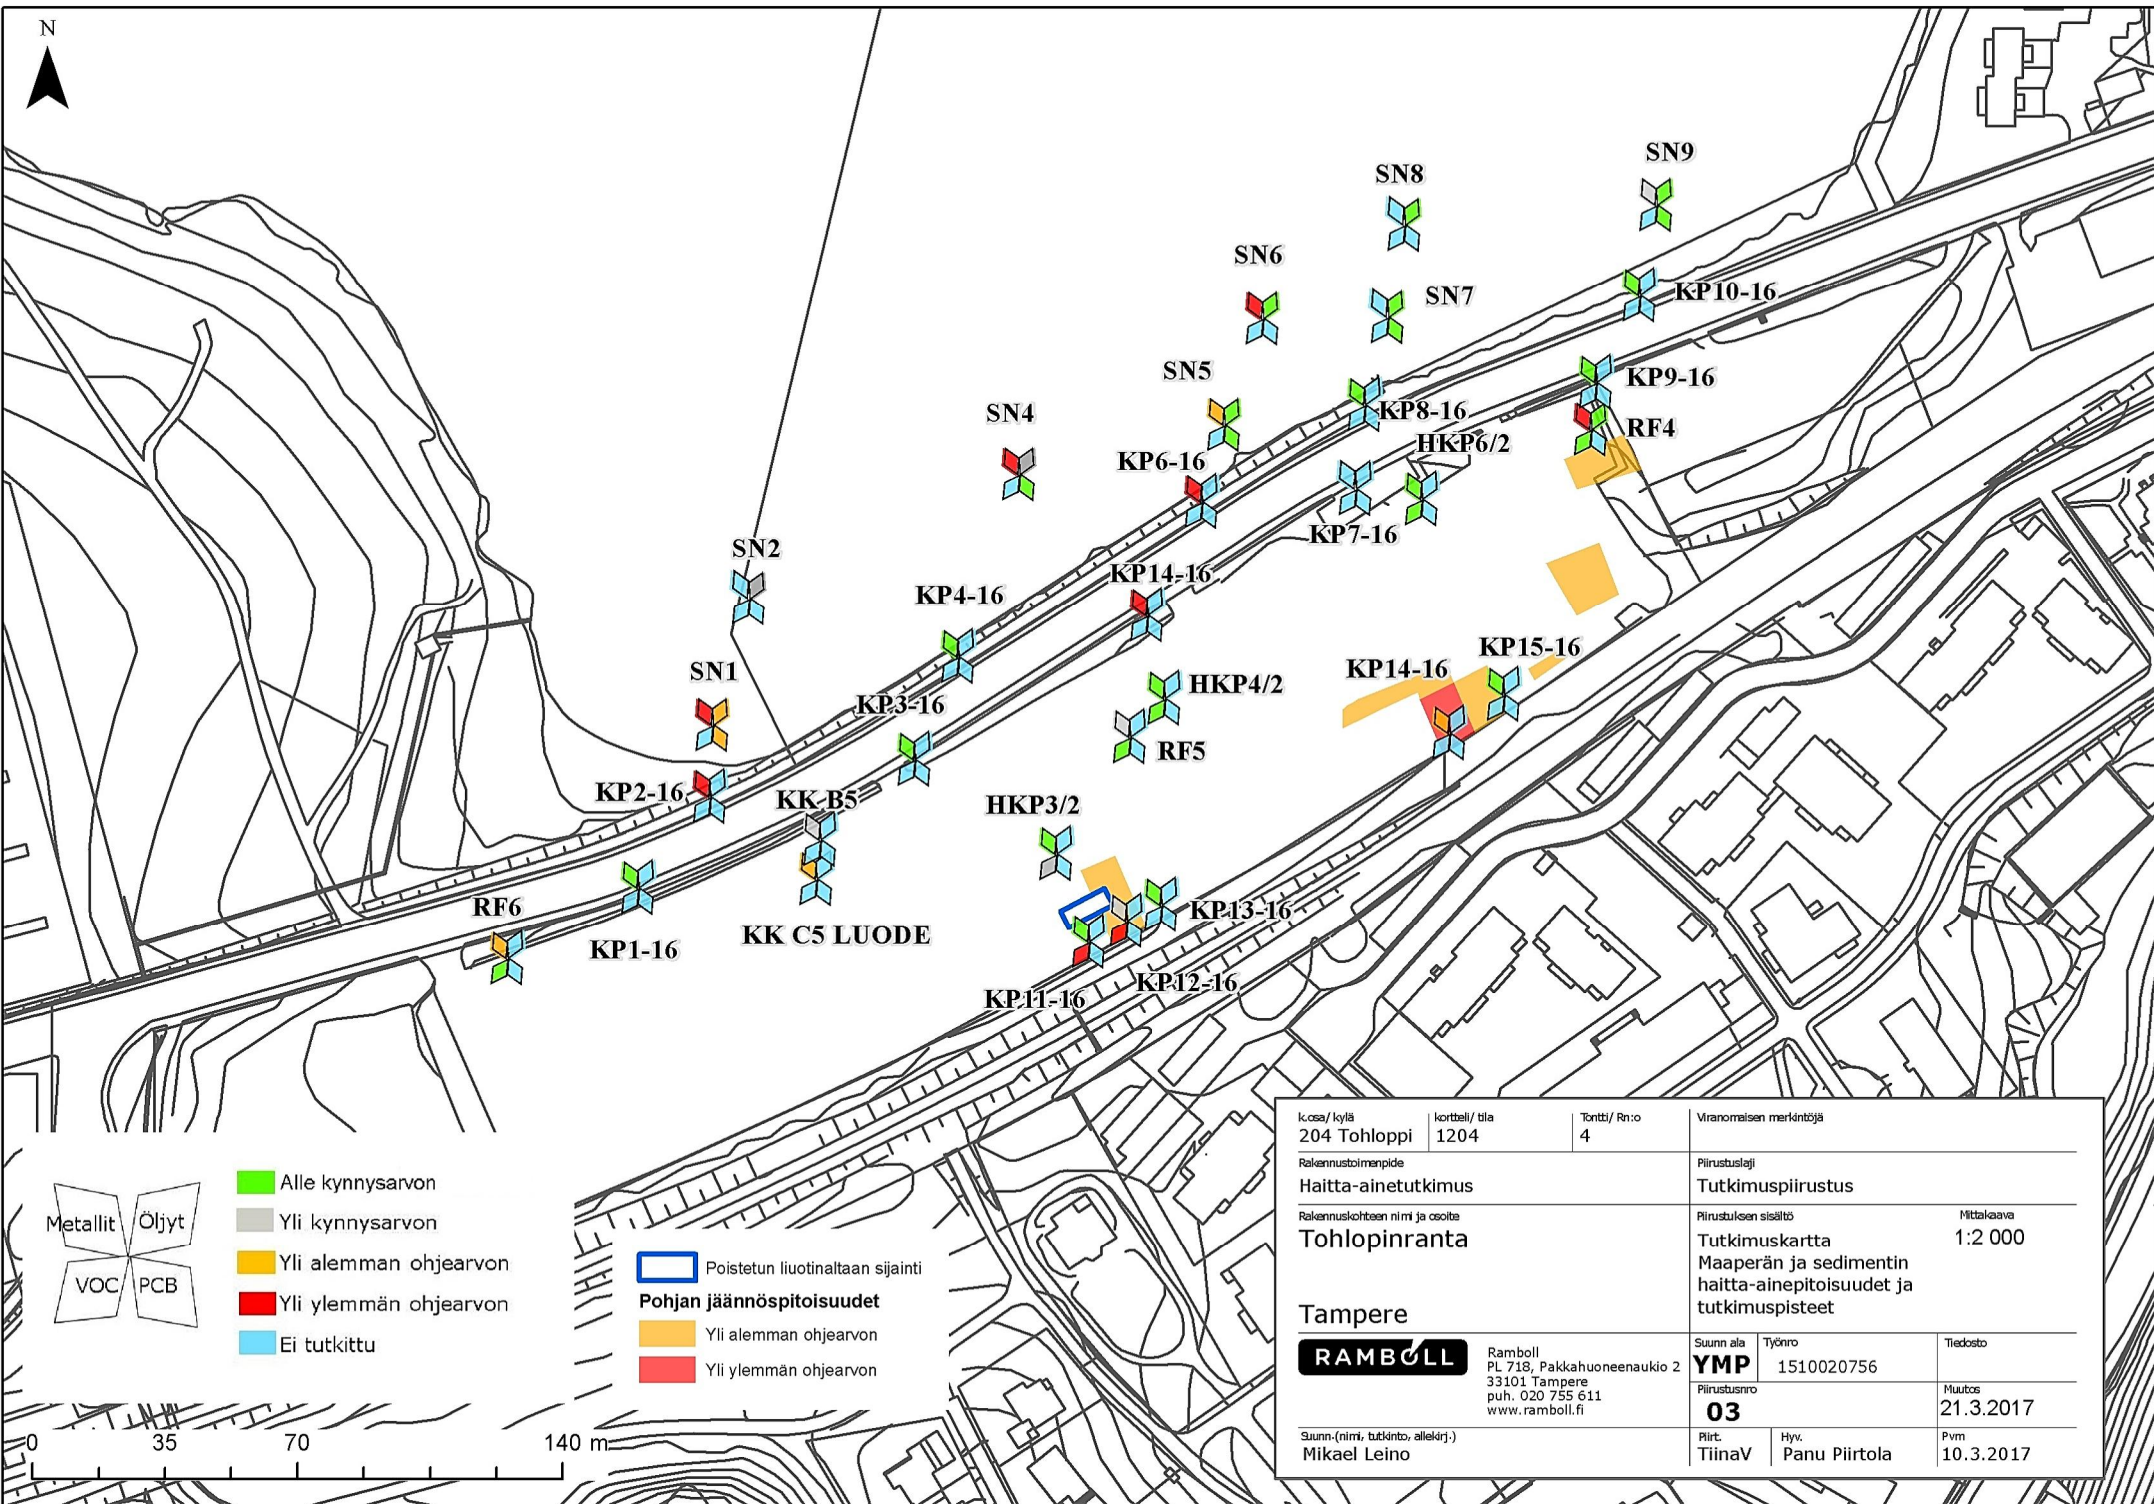 N
SN9
SN8
SN6
SN7
KP10-16
SN5
KP9-16
SN4
KP8-16
RF4
HKP6/2
KP6-16
KP7-16
SN2
KP14-16
KP4-16
KP15-16
SN1
KP14-16
HKP4/2
KP3-16
RF5
KP2-16
KK B5
HKP3/2
RF6
KP13-16
KK C5 LUODE
KP1-16
KP12-16
KP11-16
Metallit
Öljyt
VOC
PCB
Alle kynnysarvon
Yli kynnysarvon
Yli alemman ohjearvon
Yli ylemmän ohjearvon
Ei tutkittu
Poistetun liuotinaltaan sijainti
Pohjan jäännöspitoisuudet
Yli alemman ohjearvon
Yli ylemmän ohjearvon
0 35 70 140 m
k.osa/ kylä
204 Tohloppi
kortteli/ tila
1204
Tontti/ Rn:o
4
Viranomaisen merkintöjä
Rakennustoimenpide
Haitta-ainetutkimus
Piirustuslaji
Tutkimuspiirustus
Rakennuskohteen nimi ja osoite
Tohlopinranta
Tampere
Piirustuksen sisältö
Tutkimuskartta
Maaperän ja sedimentin
haitta-ainepitoisuudet ja
tutkimuspisteet
Mittakaava
1:2 000
RAMBOLL
Ramboll
PL 718, Pakkahuoneenaukio 2
33101 Tampere
puh. 020 755 611
www.ramboll.fi
Suunn ala
YMP
Työnro
1510020756
Tiedosto
Piirustusnro
03
Muutos
21.3.2017
Suunn.(nimi, tutkinto, allekirj.)
Mikael Leino
Piirt.
TiinaV
Hyv.
Panu Piirtola
Pvm
10.3.2017